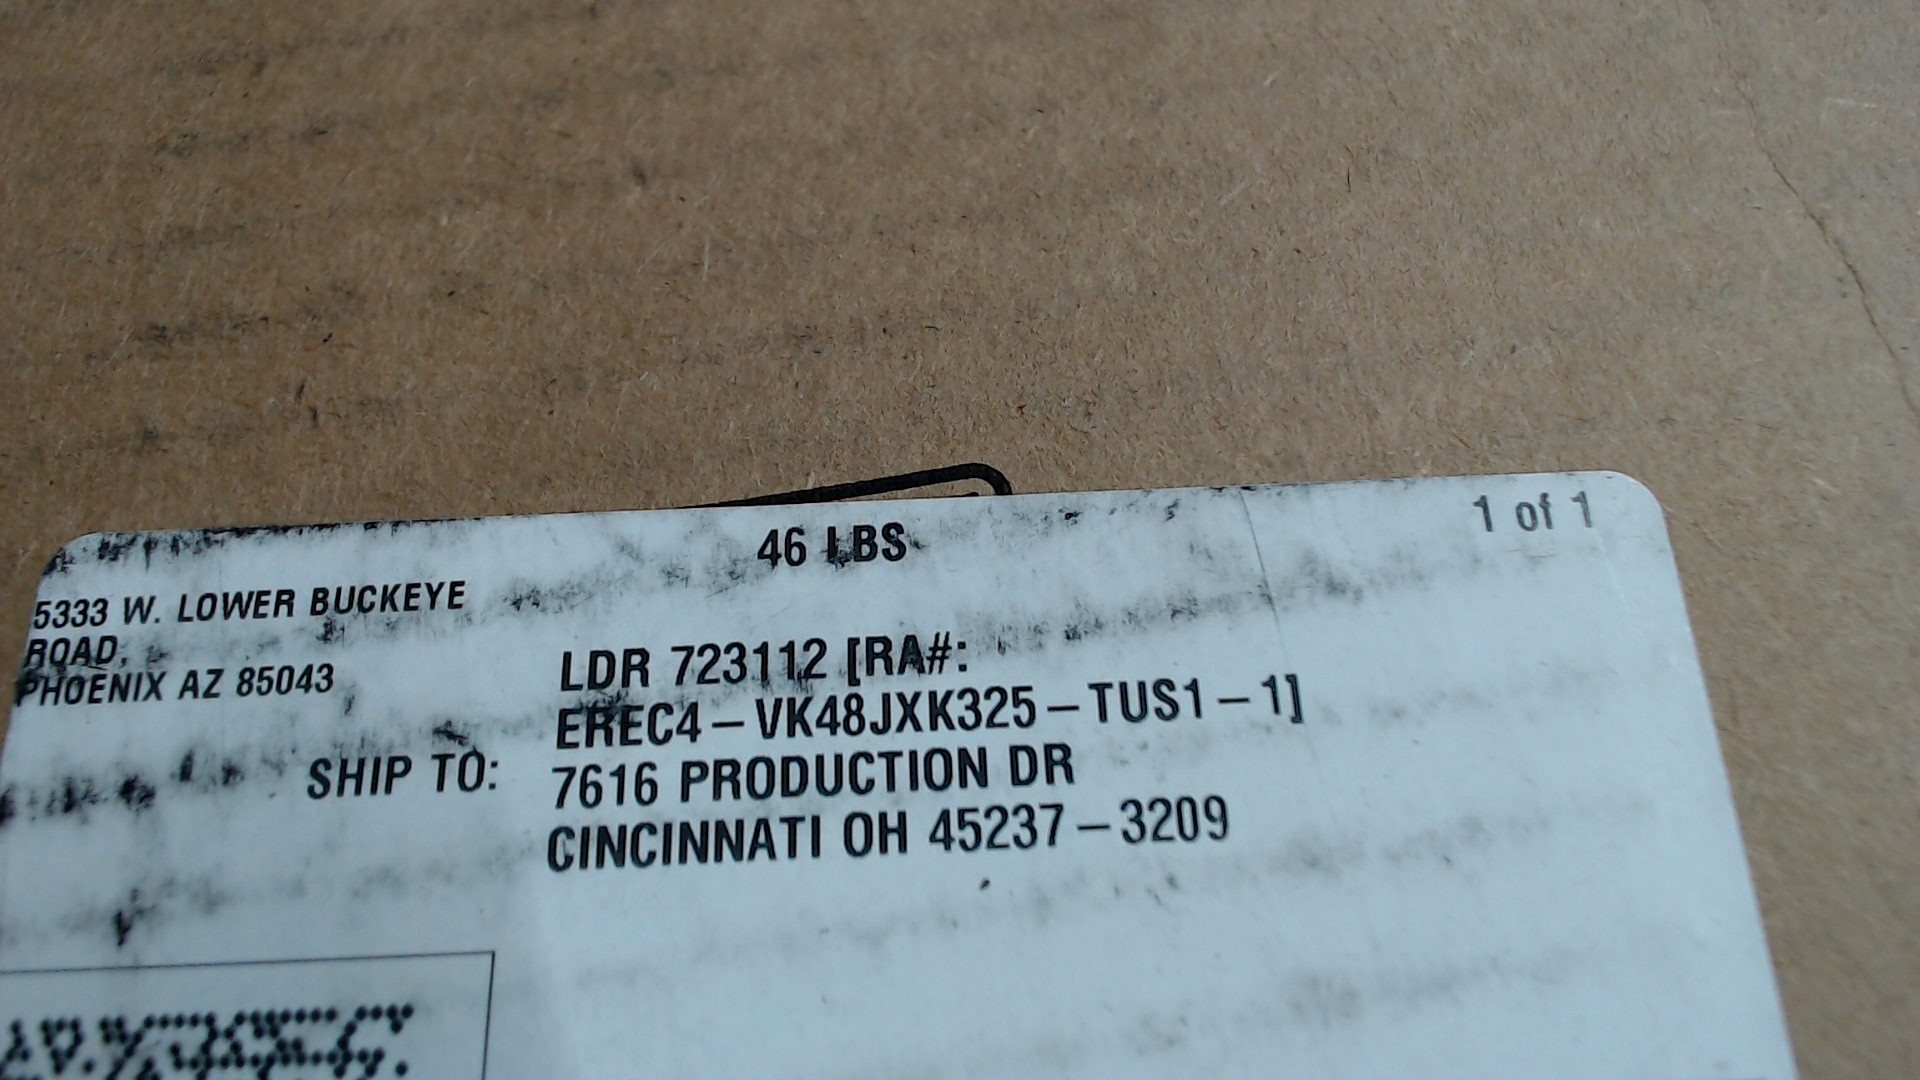 46 LBS
1 of 1
5333 W. LOWER BUCKEYE
ROAD,
PHOENIX AZ 85043
LDR 723112 [RA#:
EREC4-VK48JXK325-TUS1-1]
SHIP TO: 7616 PRODUCTION DR
CINCINNATI OH 45237-3209